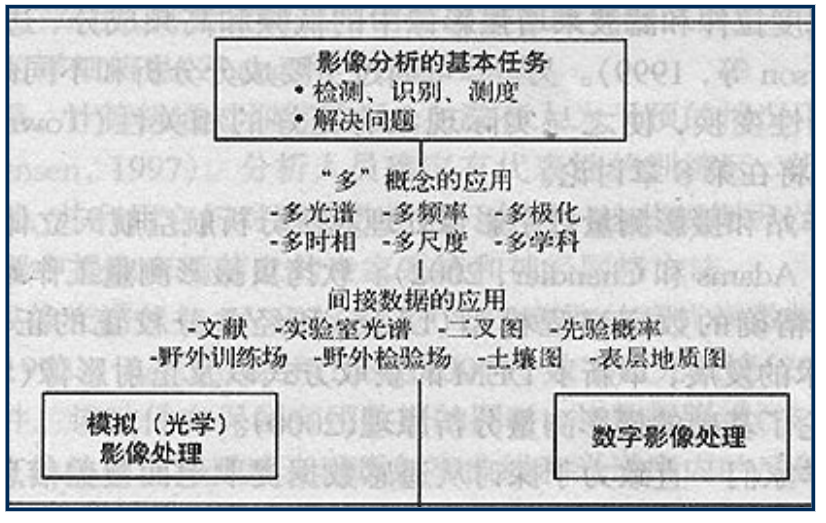 影像分析的基本任务
• 检测、识别、测度
• 解决问题
“多”概念的应用
-多光谱 -多频率 -多极化
-多时相 -多尺度 -多学科
间接数据的应用
-文献 -实验室光谱 -二叉图 -先验概率
-野外训练场 -野外检验场 -土壤图 -表层地质图
模拟（光学）
影像处理
数字影像处理